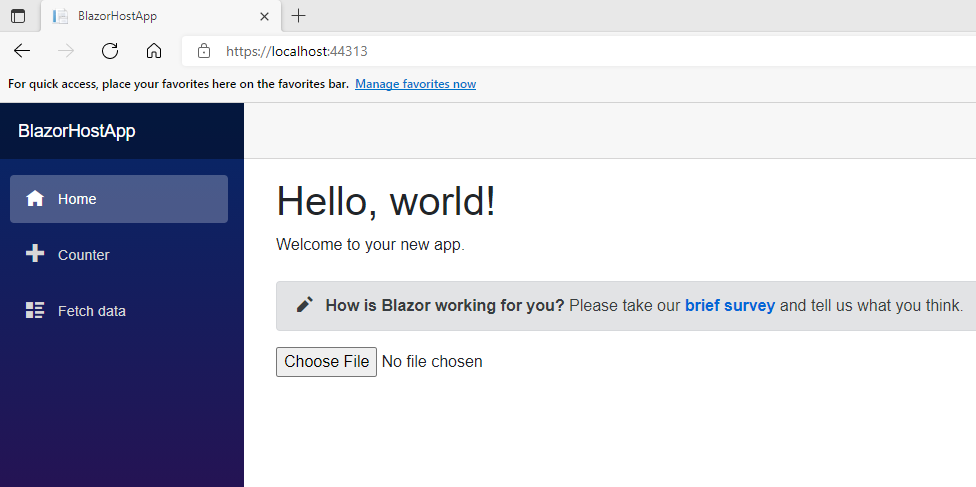 BlazorHostApp
https://localhost:44313
For quick access, place your favorites here on the favorites bar. Manage favorites now
BlazorHostApp
Home
Counter
Fetch data
Hello, world!
Welcome to your new app.
How is Blazor working for you? Please take our brief survey and tell us what you think.
Choose File No file chosen